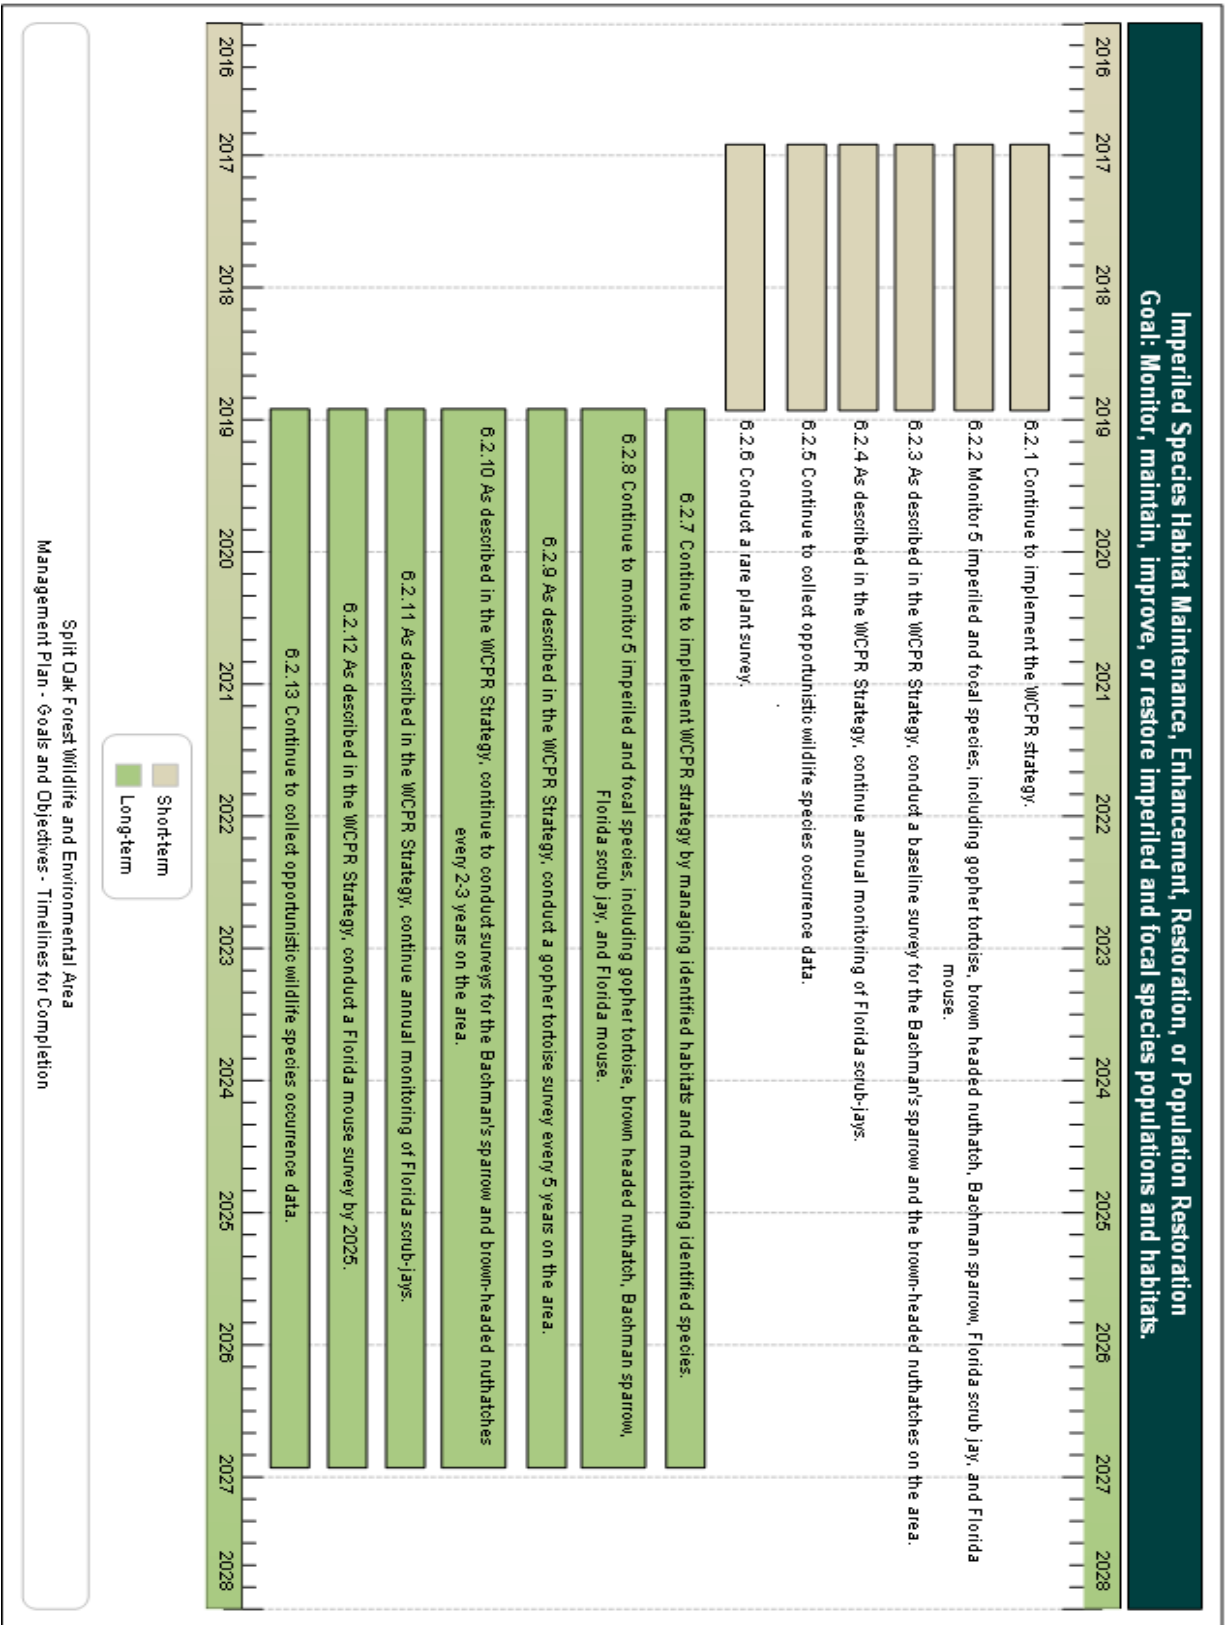 Imperiled Species Habitat Maintenance, Enhancement, Restoration, or Population Restoration
Goal: Monitor, maintain, improve, or restore imperiled and focal species populations and habitats.
2016 2017 2018 2019 2020 2021 2022 2023 2024 2025 2026 2027 2028
6.2.1 Continue to implement the WCPR strategy.
6.2.2 Monitor 5 imperiled and focal species, including gopher tortoise, brown headed nuthatch, Bachman sparrow, Florida scrub jay, and Florida
mouse.
6.2.3 As described in the WCPR Strategy, conduct a baseline survey for the Bachman's sparrow and the brown-headed nuthatches on the area.
6.2.4 As described in the WCPR Strategy, continue annual monitoring of Florida scrub-jays.
6.2.5 Continue to collect opportunistic wildlife species occurrence data.
6.2.6 Conduct a rare plant survey.
6.2.7 Continue to implement WCPR strategy by managing identified habitats and monitoring identified species.
6.2.8 Continue to monitor 5 imperiled and focal species, including gopher tortoise, brown headed nuthatch, Bachman sparrow,
Florida scrub jay, and Florida mouse.
6.2.9 As described in the WCPR Strategy, conduct a gopher tortoise survey every 5 years on the area.
6.2.10 As described in the WCPR Strategy, continue to conduct surveys for the Bachman's sparrow and brown-headed nuthatches
every 2-3 years on the area.
6.2.11 As described in the WCPR Strategy, continue annual monitoring of Florida scrub-jays.
6.2.12 As described in the WCPR Strategy, conduct a Florida mouse survey by 2025.
6.2.13 Continue to collect opportunistic wildlife species occurrence data.
2016 2017 2018 2019 2020 2021 2022 2023 2024 2025 2026 2027 2028
Short-term
Long-term
Split Oak Forest Wildlife and Environmental Area
Management Plan - Goals and Objectives - Timelines for Completion